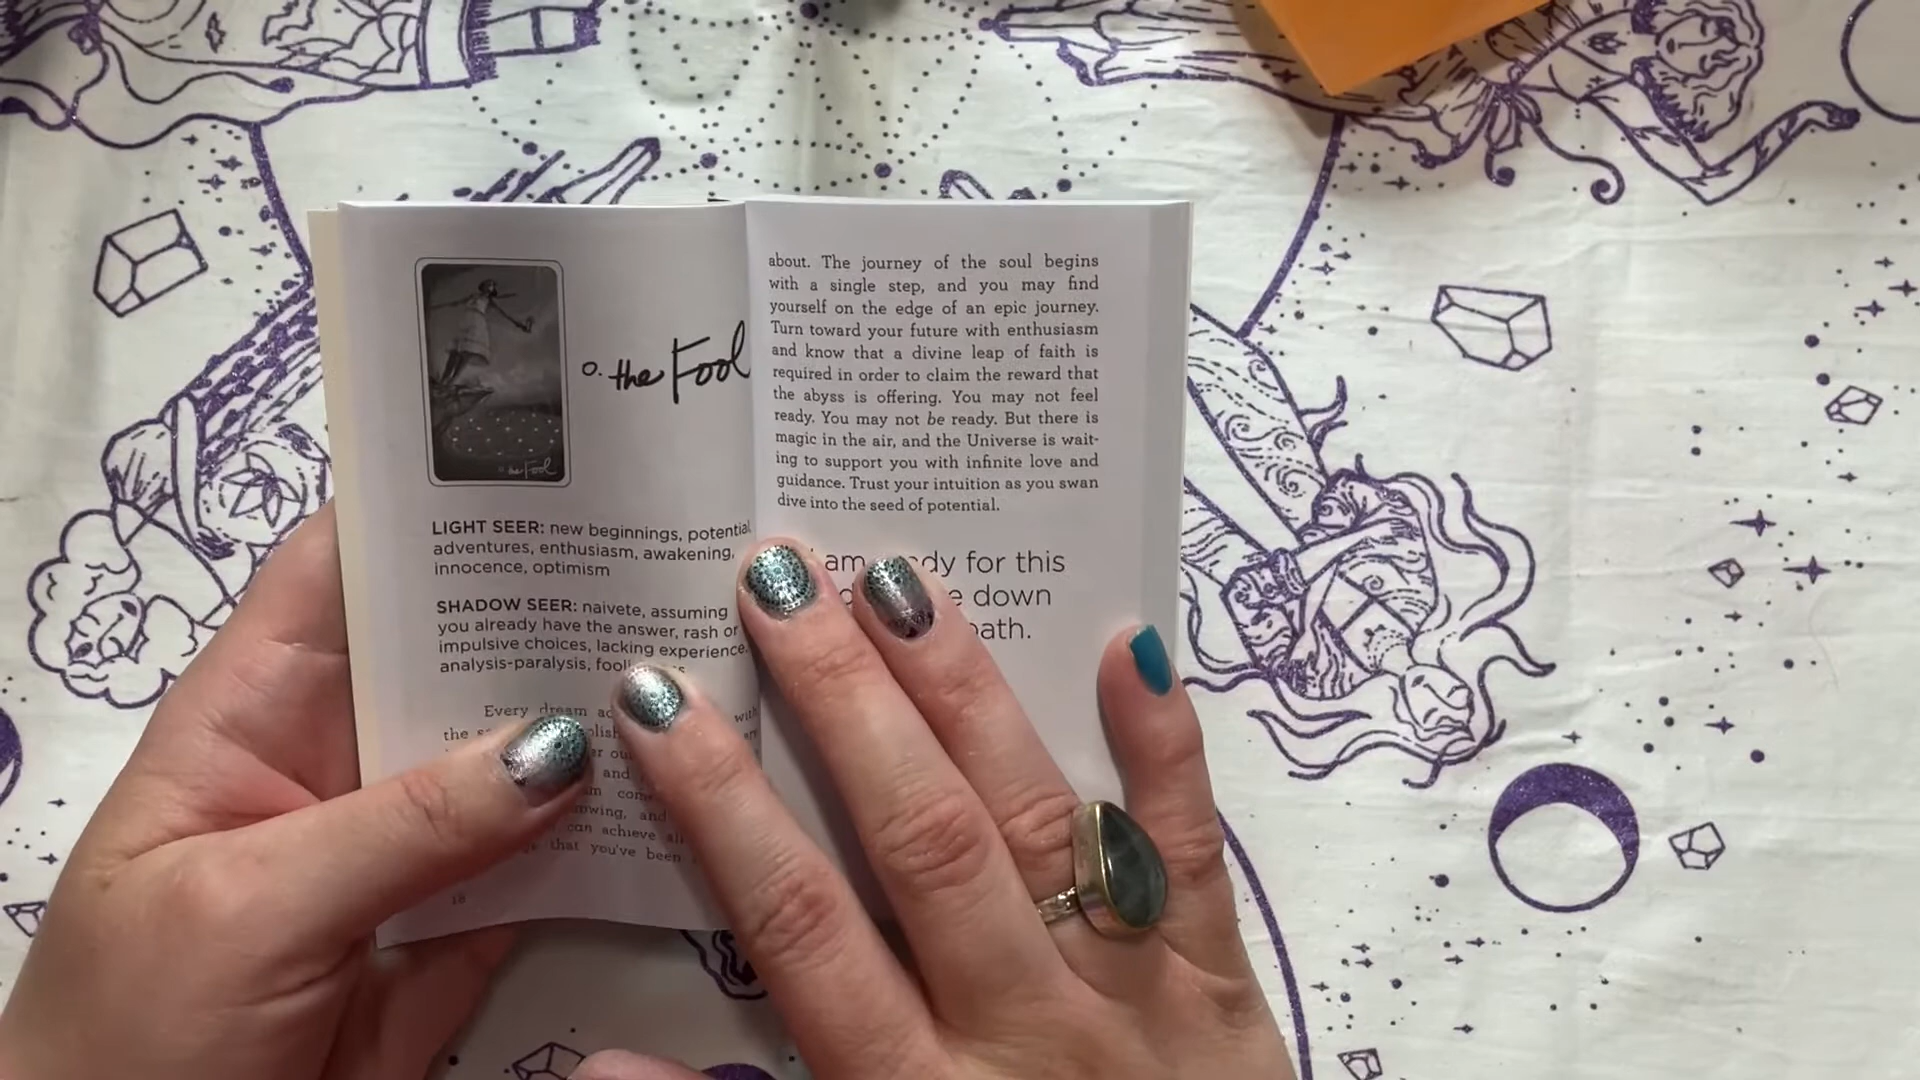 o. the Fool
the Fool
LIGHT SEER: new beginnings, potential
adventures, enthusiasm, awakening,
innocence, optimism
SHADOW SEER: naivete, assuming
you already have the answer, rash or
impulsive choices, lacking experience,
analysis-paralysis,
Every dream
the
and
can achieve
that you've been
18
about. The journey of the soul begins
with a single step, and you may find
yourself on the edge of an epic journey.
Turn toward your future with enthusiasm
and know that a divine leap of faith is
required in order to claim the reward that
the abyss is offering. You may not feel
ready. You may not be ready. But there is
magic in the air, and the Universe is wait-
ing to support you with infinite love and
guidance. Trust your intuition as you swan
dive into the seed of potential.
am for this
down